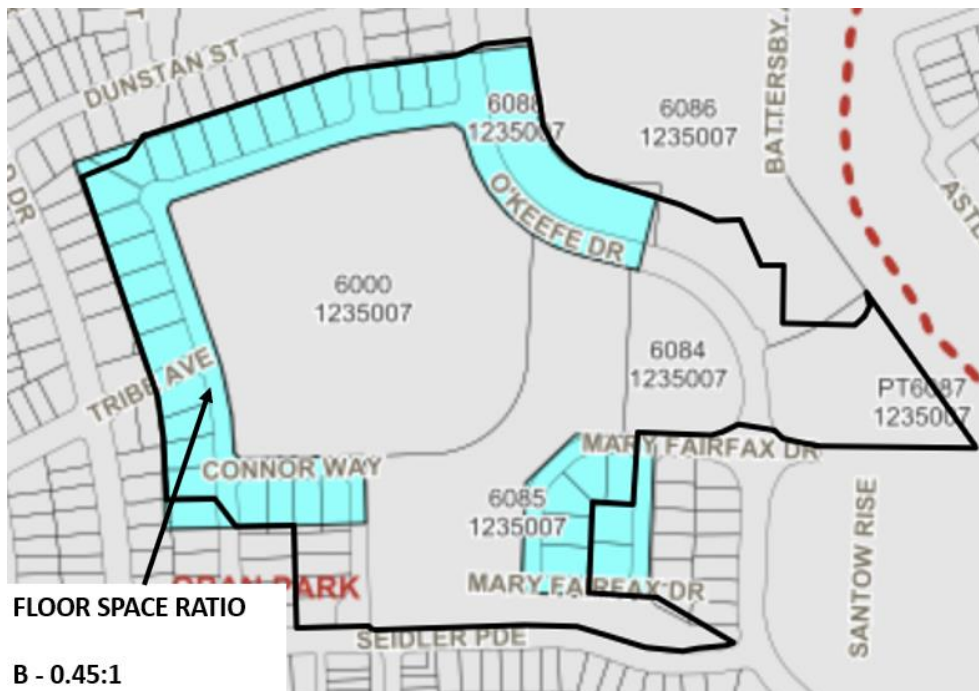 DUNSTAN ST
6088
1235007
6086
1235007
BATTERSBY
O'KEEFE DR
6000
1235007
6084
1235007
PT6087
1235007
TRIBE AVE
CONNOR WAY
MARY FAIRFAX DR
6085
1235007
MARY FAIRFAX DR
SANTOW RISE
PARK
SEIDLER PDE
FLOOR SPACE RATIO
B - 0.45:1